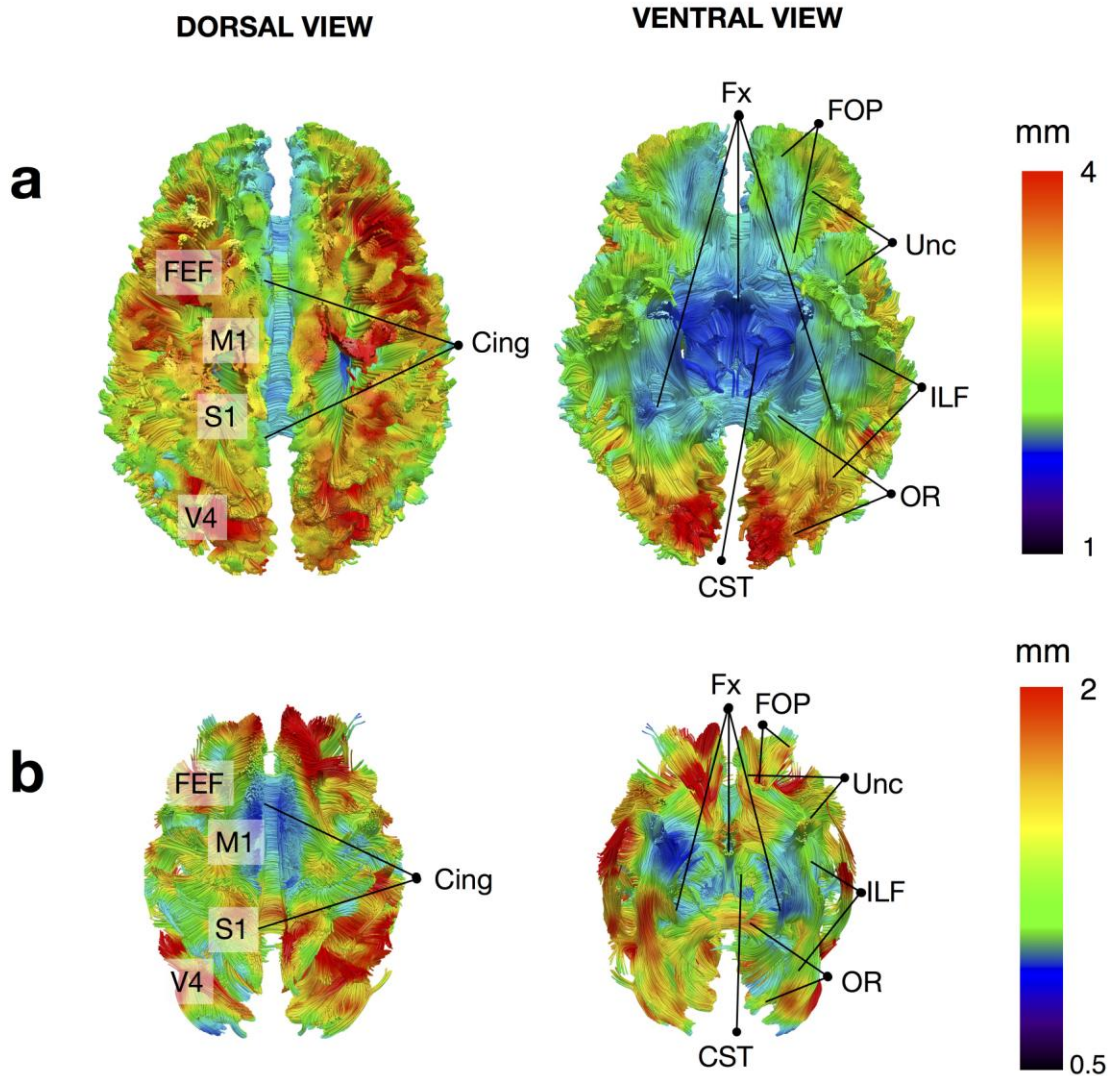 DORSAL VIEW
VENTRAL VIEW
a
FEF
M1
S1
V4
Cing
Fx
FOP
Unc
ILF
OR
CST
mm
4
1
b
FEF
M1
S1
V4
Cing
Fx
FOP
Unc
ILF
OR
CST
mm
2
0.5